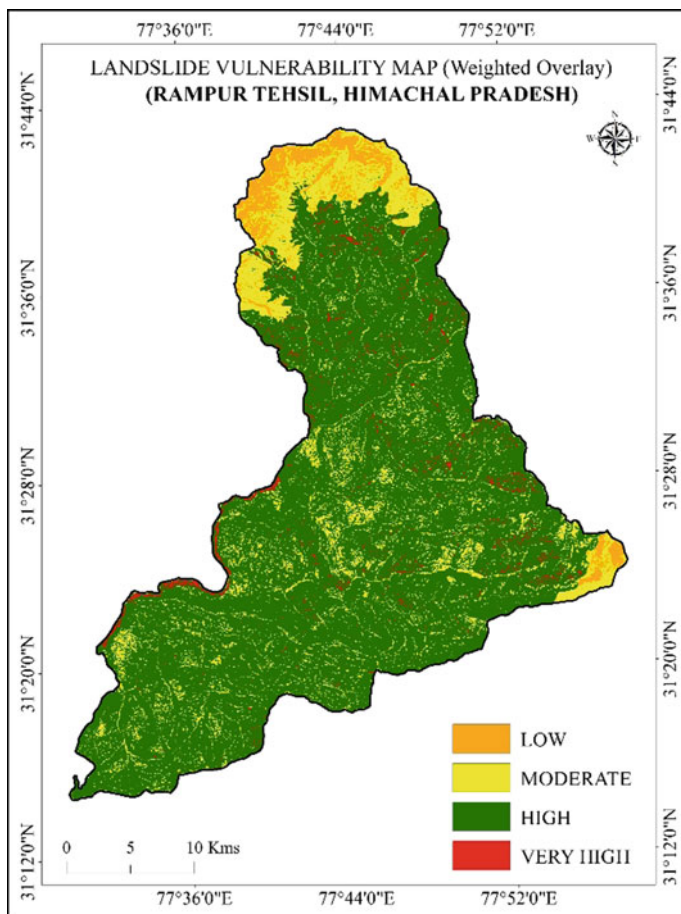 77°36'0"E 77°44'0"E 77°52'0"E
LANDSLIDE VULNERABILITY MAP (Weighted Overlay)
(RAMPUR TEHSIL, HIMACHAL PRADESH)
31°44'0"N 31°44'0"N
W E
31°36'0"N 31°36'0"N
31°28'0"N 31°28'0"N
31°20'0"N 31°20'0"N
LOW
MODERATE
HIGH
VERY HIGH
0 5 10 Kms
31°12'0"N 31°12'0"N
77°36'0"E 77°44'0"E 77°52'0"E